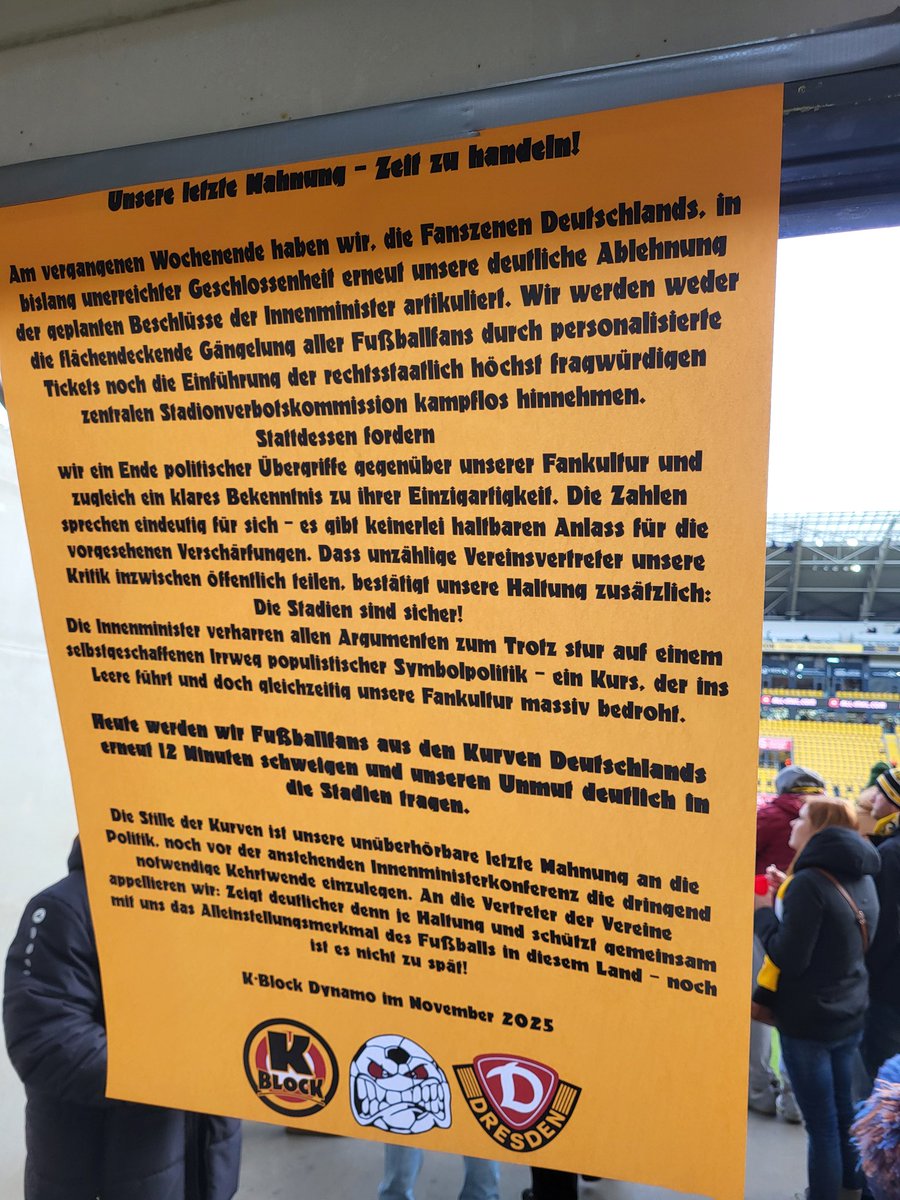 Unsere letzte Mahnung – Zeit zu handeln!
Am vergangenen Wochenende haben wir, die Fanszenen Deutschlands, in
bislang unerreichter Geschlossenheit erneut unsere deutliche Ablehnung
der geplanten Beschlüsse der Innenminister artikuliert. Wir werden weder
die flächendeckende Gängelung aller Fußballfans durch personalisierte
Tickets noch die Einführung der rechtsstaatlich höchst fragwürdigen
zentralen Stadionverbotskommission kampflos hinnehmen.
Stattdessen fordern
wir ein Ende politischer Übergriffe gegenüber unserer Fankultur und
zugleich ein klares Bekenntnis zu ihrer Einzigartigkeit. Die Zahlen
sprechen eindeutig für sich – es gibt keinerlei haltbaren Anlass für die
vorgesehenen Verschärfungen. Dass unzählige Vereinsvertreter unsere
Kritik inzwischen öffentlich teilen, bestätigt unsere Haltung zusätzlich:
Die Stadien sind sicher!
Die Innenminister verharren allen Argumenten zum Trotz stur auf einem
selbstgeschaffenen Irrweg populistischer Symbolpolitik – ein Kurs, der ins
Leere führt und doch gleichzeitig unsere Fankultur massiv bedroht.
Heute werden wir Fußballfans aus den Kurven Deutschlands
erneut 12 Minuten schweigen und unseren Unmut deutlich in
die Stadien tragen.
Die Stille der Kurven ist unsere unüberhörbare letzte Mahnung an die
Politik, noch vor der anstehenden Innenministerkonferenz die dringend
notwendige Kehrtwende einzulegen. An die Vertreter der Vereine
appellieren wir: Zeigt deutlicher denn je Haltung und schützt gemeinsam
mit uns das Alleinstellungsmerkmal des Fußballs in diesem Land – noch
ist es nicht zu spät!
K-Block Dynamo im November 2025
K
BLOCK
D
DRESDEN